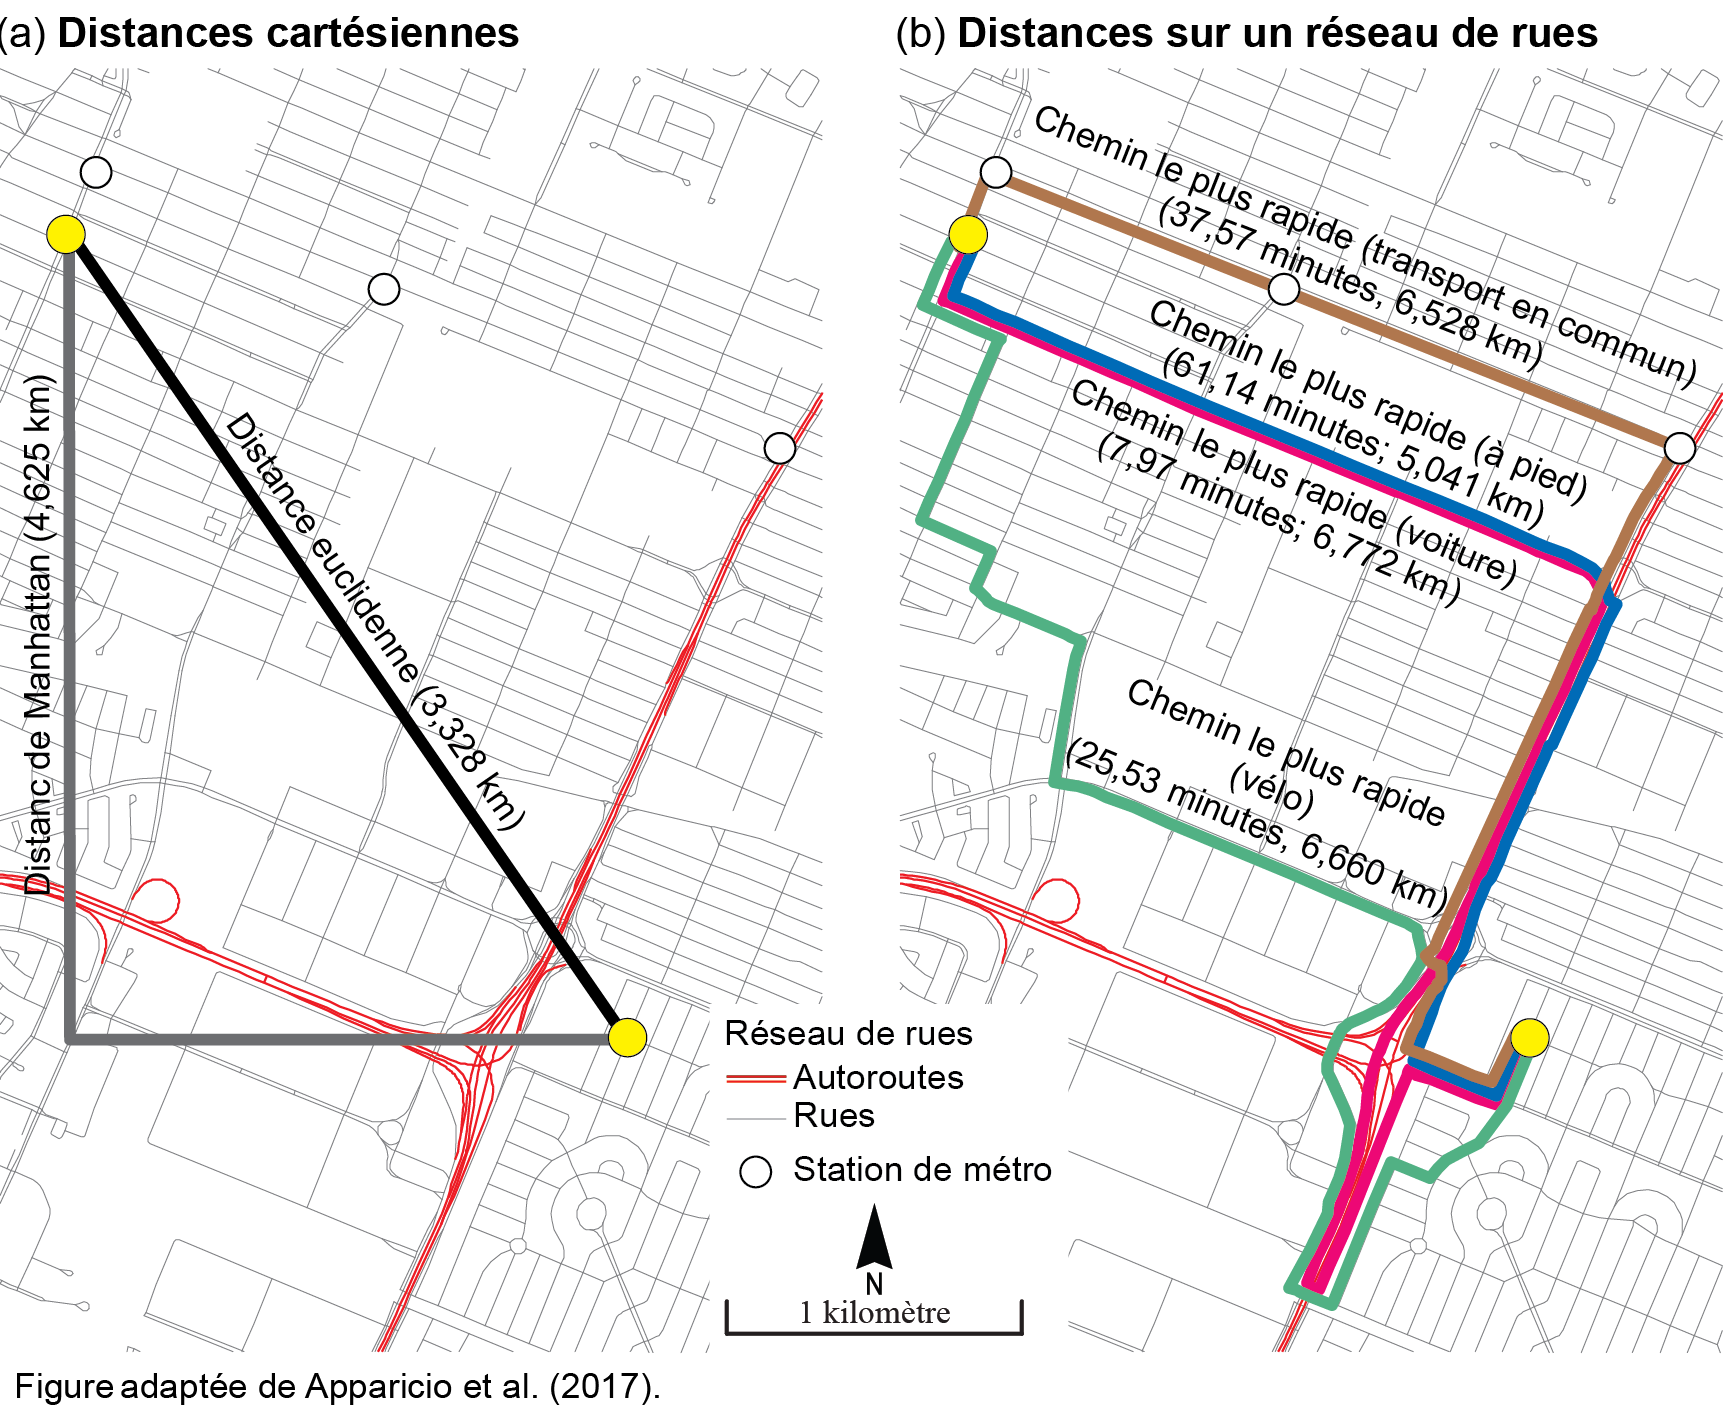 (a) Distances cartésiennes
Distanc de Manhattan (4,625 km)
Distance euclidenne (3,328 km)
(b) Distances sur un réseau de rues
Chemin le plus rapide (transport en commun)
(37,57 minutes, 6,528 km)
Chemin le plus rapide (à pied)
(61,14 minutes; 5,041 km)
Chemin le plus rapide (voiture)
(7,97 minutes; 6,772 km)
Chemin le plus rapide
(vélo)
(25,53 minutes, 6,660 km)
Réseau de rues
Autoroutes
Rues
Station de métro
N
1 kilomètre
Figure adaptée de Apparicio et al. (2017).